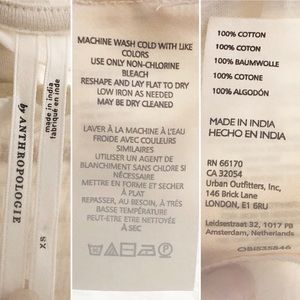 made in india
fabriqué en inde
by ANTHROPOLOGIE
XS
MACHINE WASH COLD WITH LIKE
COLORS
USE ONLY NON-CHLORINE
BLEACH
RESHAPE AND LAY FLAT TO DRY
LOW IRON AS NEEDED
MAY BE DRY CLEANED
LAVER À LA MACHINE À L'EAU
FROIDE AVEC DE COULEURS
SIMILAIRES
UTILISER UN AGENT DE
BLANCHIMENT SANS CHLORE SI
NÉCESSAIRE
METTRE EN FORME ET SÉCHER
À PLAT
REPASSER, AU BESOIN, À TRÈS
BASSE TEMPÉRATURE
PEUT-ETRE ETRE NETTOYÉ
À SEC
100% COTTON
100% COTON
100% BAUMWOLLE
100% COTONE
100% ALGODÓN
MADE IN INDIA
HECHO EN INDIA
RN 66170
CA 32054
Urban Outfitters, Inc,
146 Brick Lane
LONDON, E1 6RU
Leidsestraat 32, 1017 PB
Amsterdam, Netherlands